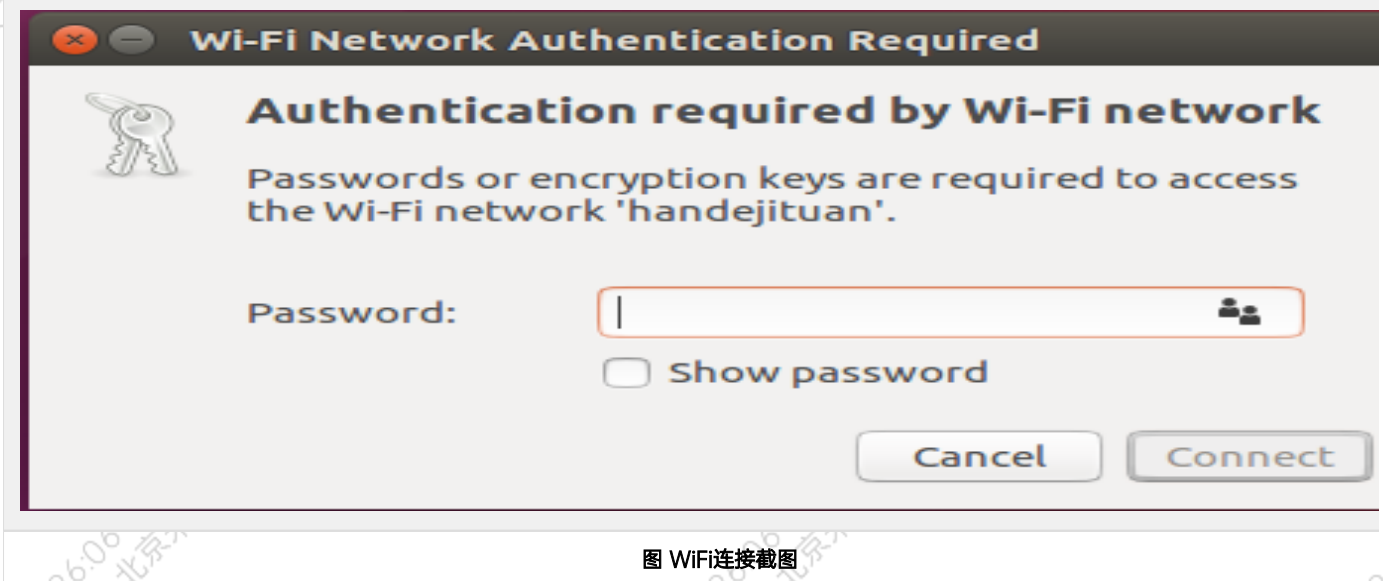 Wi-Fi Network Authentication Required
Authentication required by Wi-Fi network
Passwords or encryption keys are required to access
the Wi-Fi network 'handejituan'.
Password:
Show password
Cancel
Connect
图 WiFi连接截图